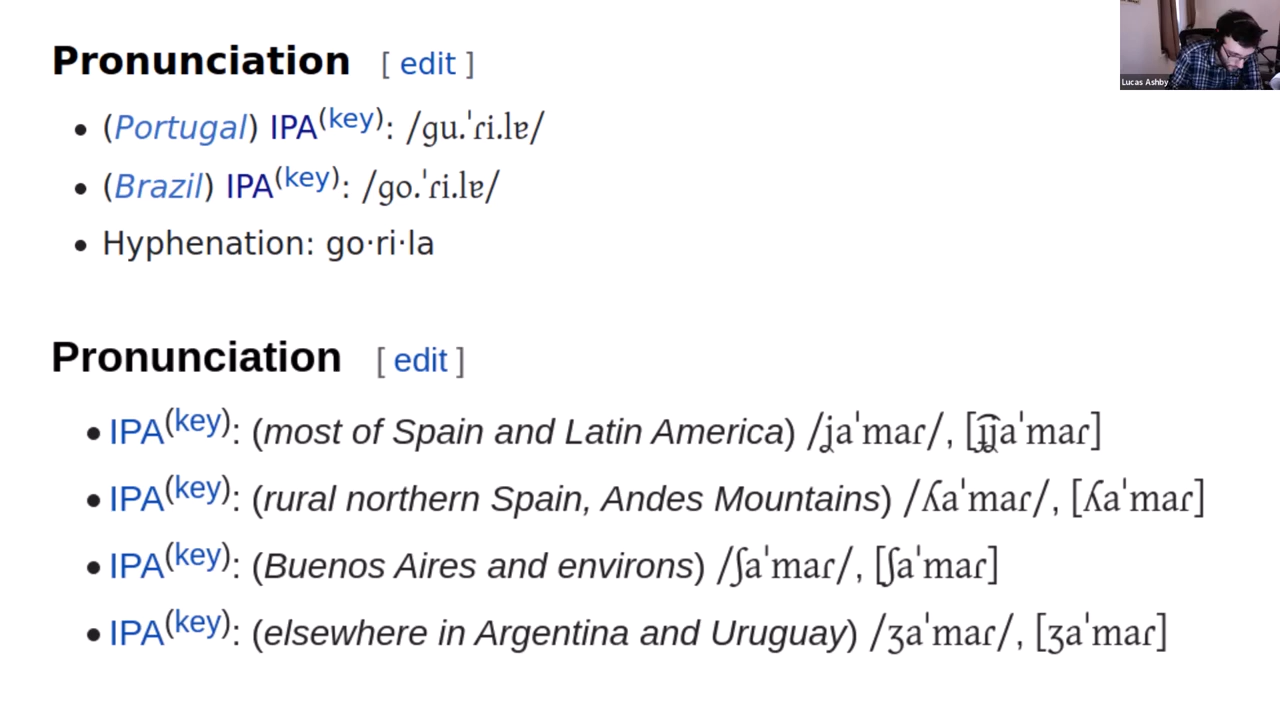 Pronunciation [ edit ]
• (Portugal) IPA(key): /ɡu.ˈɾi.lɐ/
• (Brazil) IPA(key): /ɡo.ˈɾi.lɐ/
• Hyphenation: go·ri·la
Pronunciation [ edit ]
• IPA(key): (most of Spain and Latin America) /ʝaˈmaɾ/, [ɟ͡ʝaˈmaɾ]
• IPA(key): (rural northern Spain, Andes Mountains) /ʎaˈmaɾ/, [ʎaˈmaɾ]
• IPA(key): (Buenos Aires and environs) /ʃaˈmaɾ/, [ʃaˈmaɾ]
• IPA(key): (elsewhere in Argentina and Uruguay) /ʒaˈmaɾ/, [ʒaˈmaɾ]
Lucas Ashby